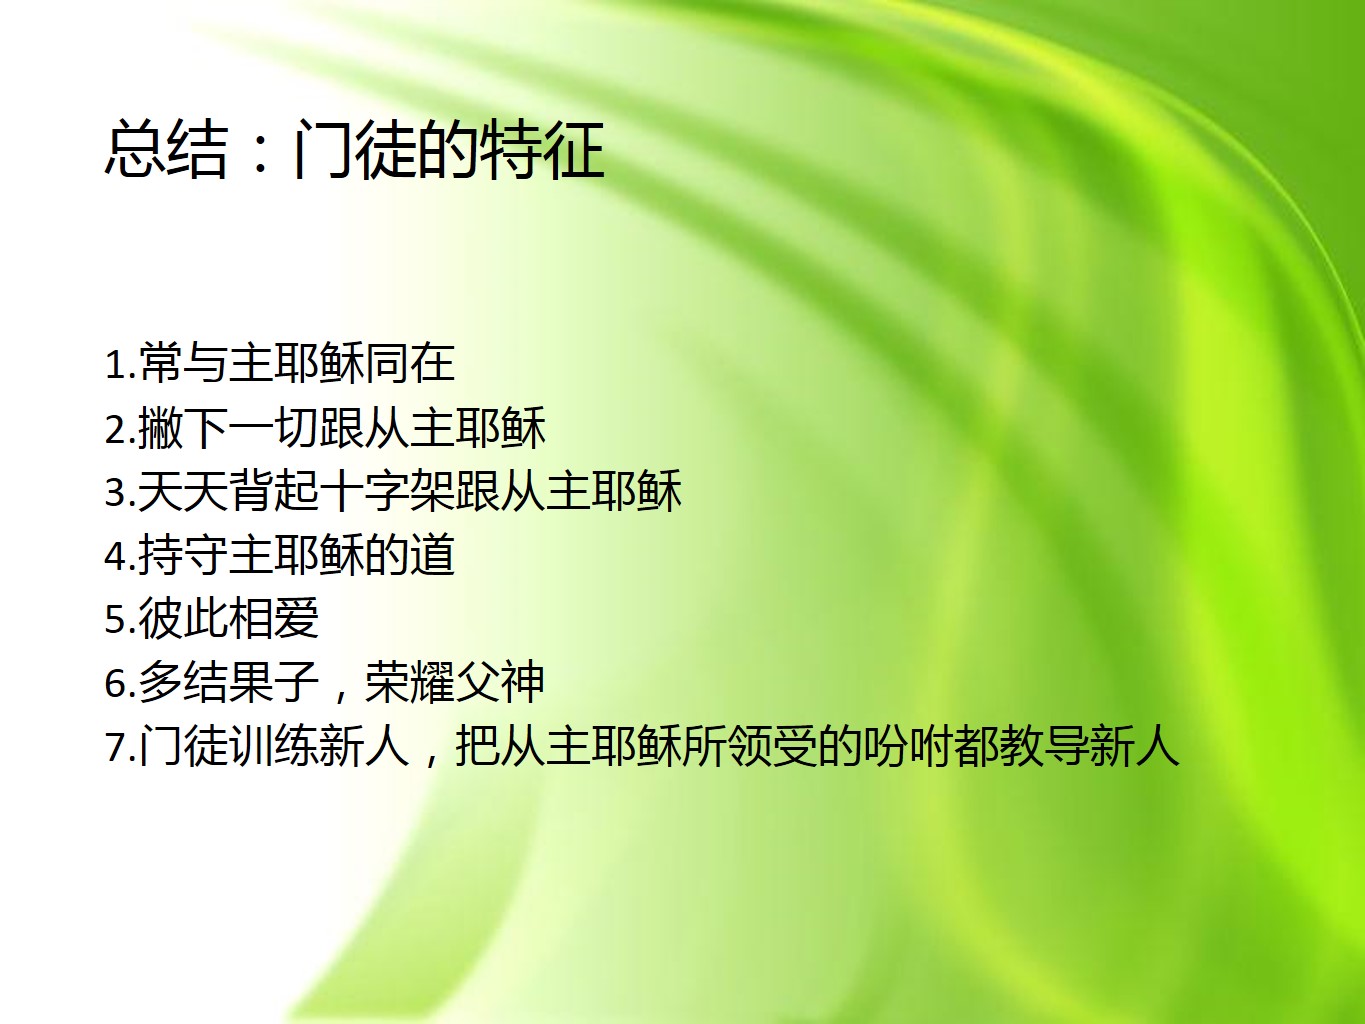 总结：门徒的特征
1.常与主耶稣同在
2.撇下一切跟从主耶稣
3.天天背起十字架跟从主耶稣
4.持守主耶稣的道
5.彼此相爱
6.多结果子，荣耀父神
7.门徒训练新人，把从主耶稣所领受的吩咐都教导新人